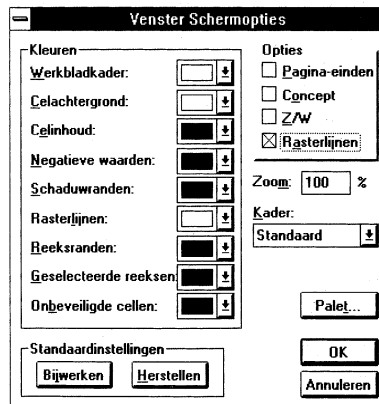 Venster Schermopties
Kleuren
Werkbladkader:
Celachtergrond:
Celinhoud:
Negatieve waarden:
Schaduwranden:
Rasterlijnen:
Reeksranden:
Geselecteerde reeksen
Onbeveiligde cellen:
Standaardinstellingen
Bijwerken Herstellen
Opties
Pagina-einden
Concept
Z/W
Rasterlijnen
Zoom: 100 %
Kader:
Standaard
Palet...
OK
Annuleren